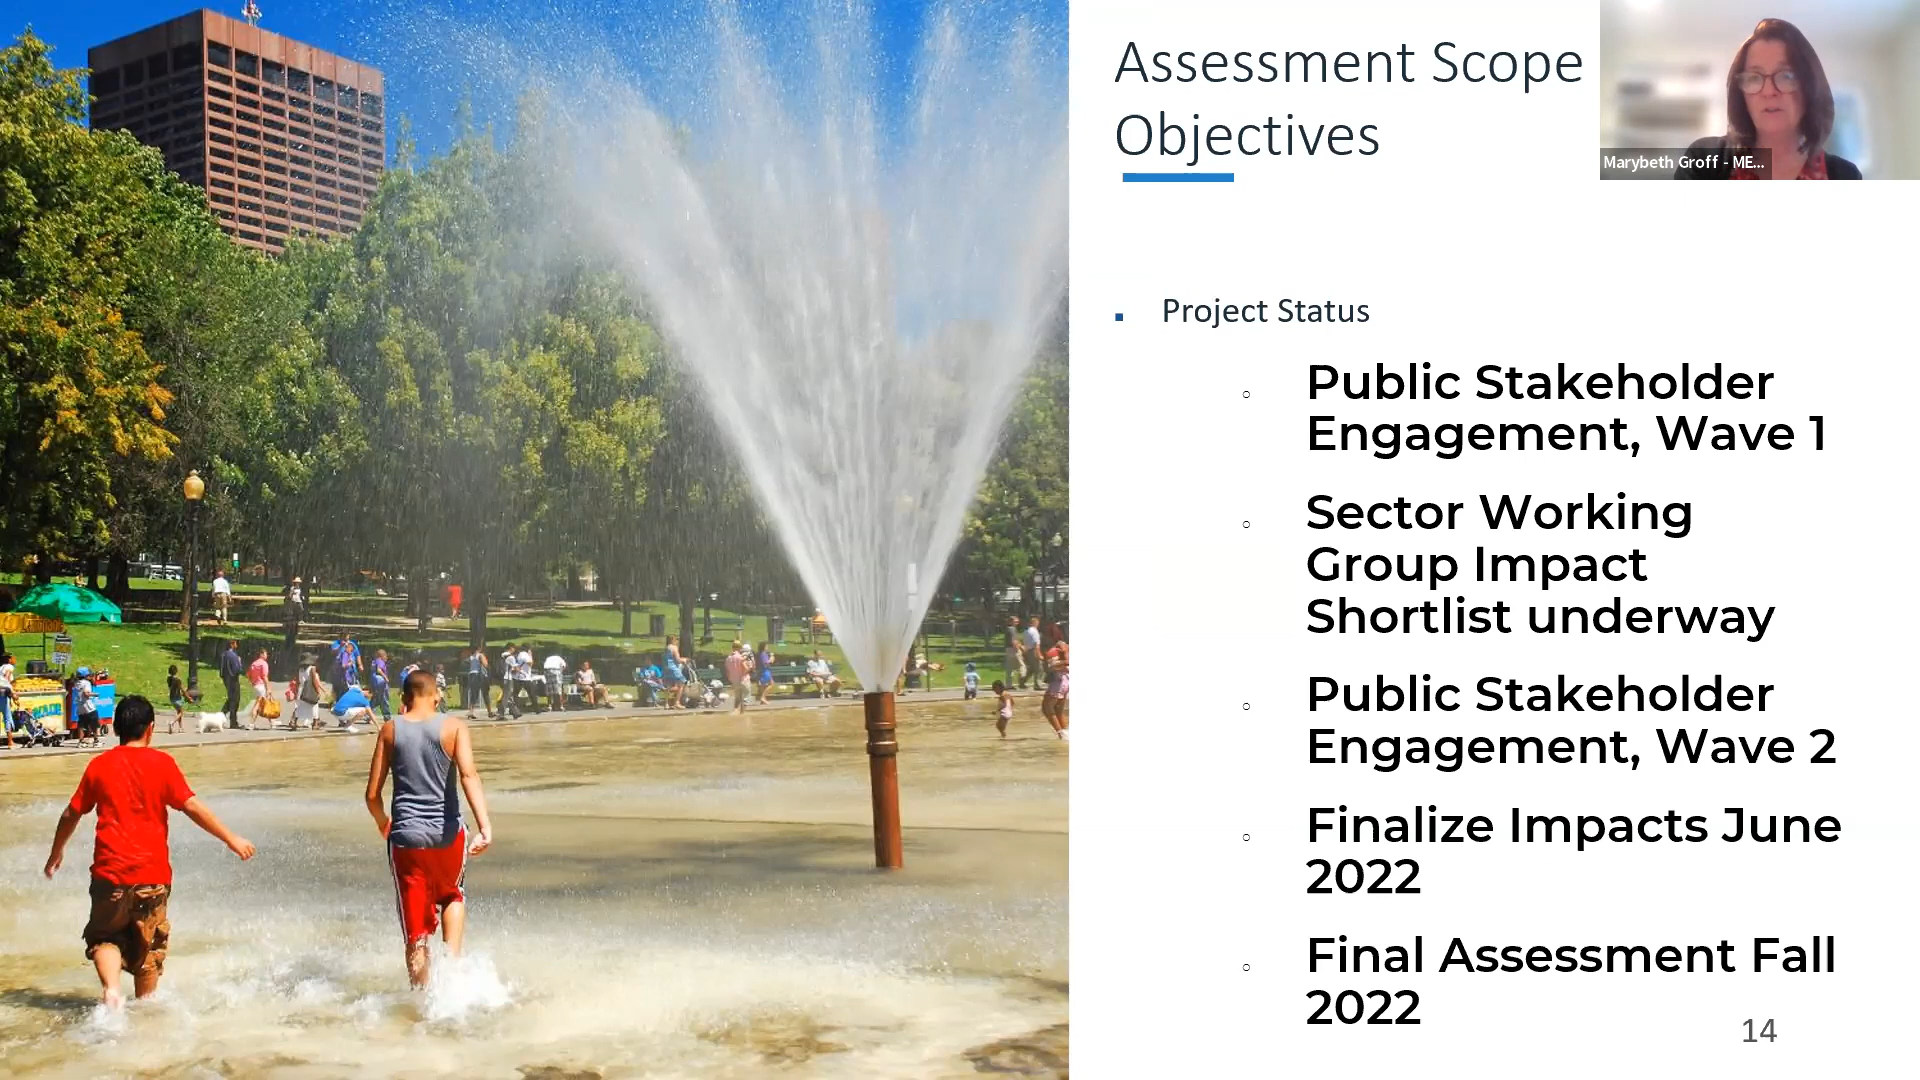 Assessment Scope
Objectives
Marybeth Groff - ME...
Project Status
Public Stakeholder
Engagement, Wave 1
Sector Working
Group Impact
Shortlist underway
Public Stakeholder
Engagement, Wave 2
Finalize Impacts June
2022
Final Assessment Fall
2022
14